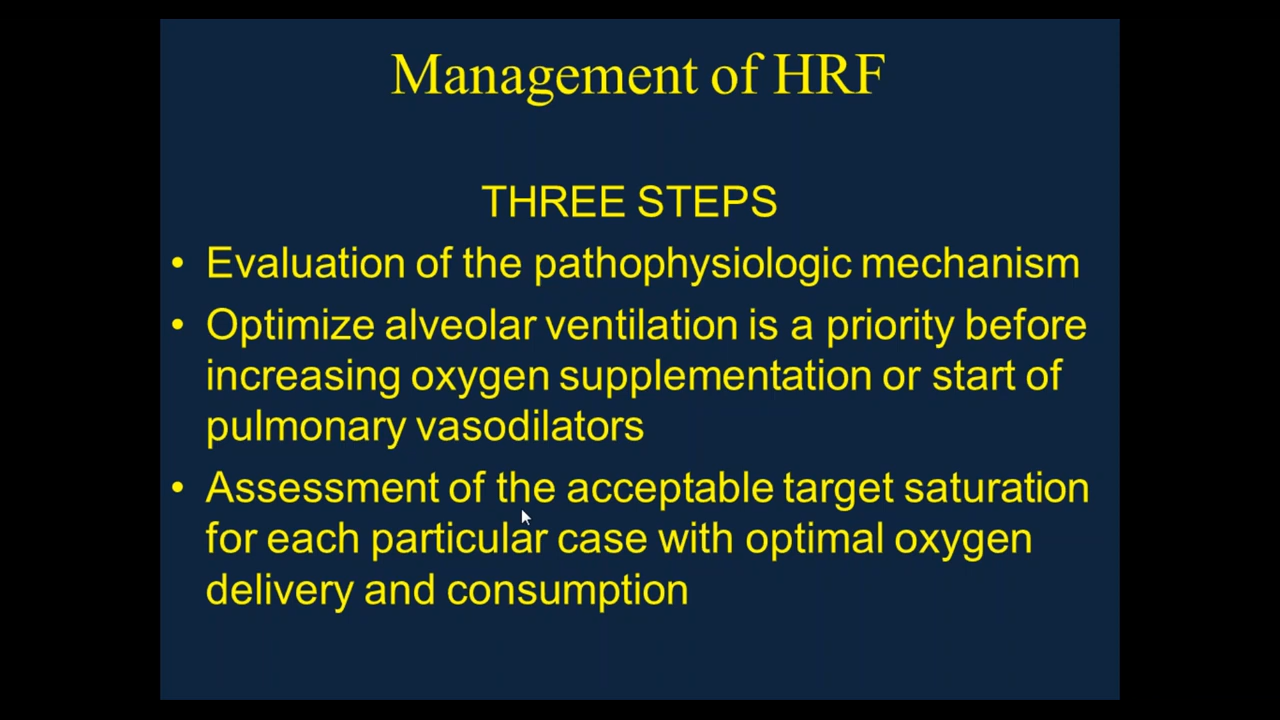 Management of HRF
THREE STEPS
• Evaluation of the pathophysiologic mechanism
• Optimize alveolar ventilation is a priority before
increasing oxygen supplementation or start of
pulmonary vasodilators
• Assessment of the acceptable target saturation
for each particular case with optimal oxygen
delivery and consumption